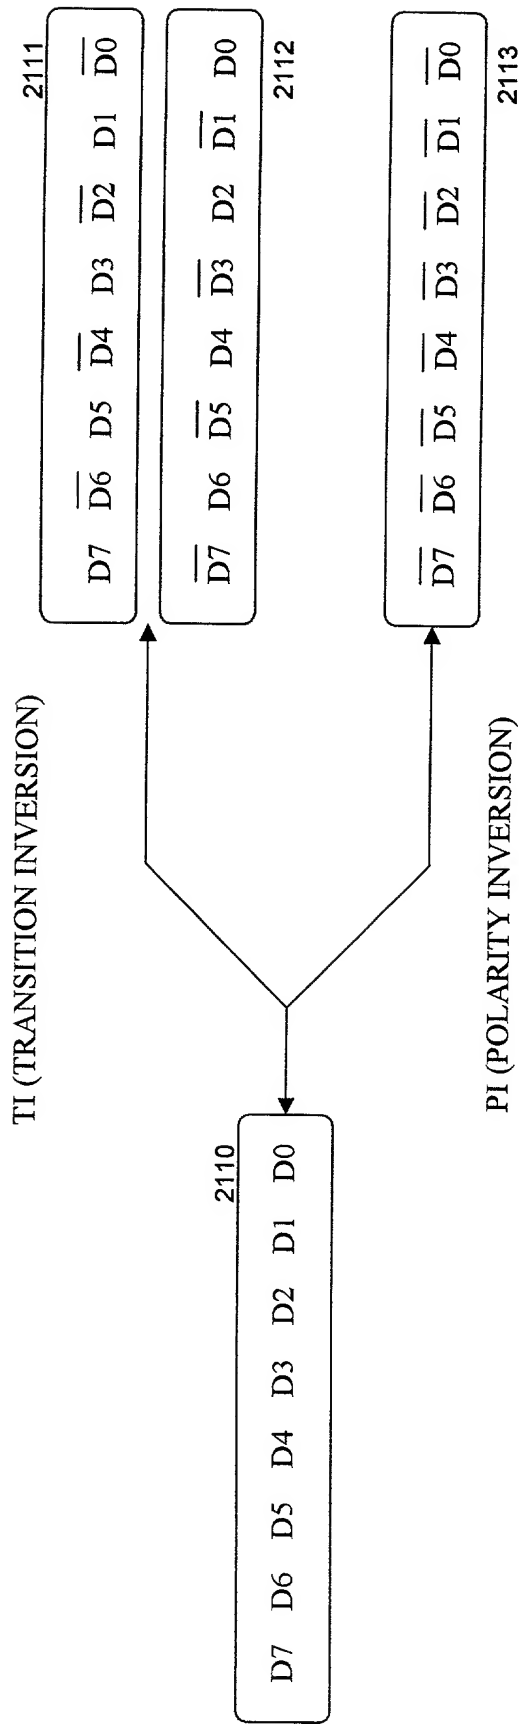 TI (TRANSITION INVERSION)
2111
D7 D̅6̅ D5 D̅4̅ D3 D̅2̅ D1 D̅0̅
D̅7̅ D6 D̅5̅ D4 D̅3̅ D2 D̅1̅ D0
2112
2110
D7 D6 D5 D4 D3 D2 D1 D0
D̅7̅ D̅6̅ D̅5̅ D̅4̅ D̅3̅ D̅2̅ D̅1̅ D̅0̅
2113
PI (POLARITY INVERSION)